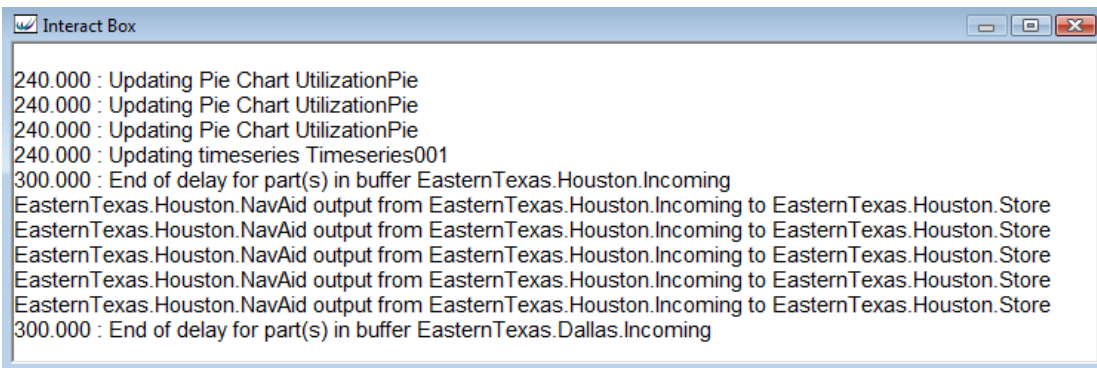 Interact Box
240.000 : Updating Pie Chart UtilizationPie
240.000 : Updating Pie Chart UtilizationPie
240.000 : Updating Pie Chart UtilizationPie
240.000 : Updating timeseries Timeseries001
300.000 : End of delay for part(s) in buffer EasternTexas.Houston.Incoming
EasternTexas.Houston.NavAid output from EasternTexas.Houston.Incoming to EasternTexas.Houston.Store
EasternTexas.Houston.NavAid output from EasternTexas.Houston.Incoming to EasternTexas.Houston.Store
EasternTexas.Houston.NavAid output from EasternTexas.Houston.Incoming to EasternTexas.Houston.Store
EasternTexas.Houston.NavAid output from EasternTexas.Houston.Incoming to EasternTexas.Houston.Store
EasternTexas.Houston.NavAid output from EasternTexas.Houston.Incoming to EasternTexas.Houston.Store
300.000 : End of delay for part(s) in buffer EasternTexas.Dallas.Incoming